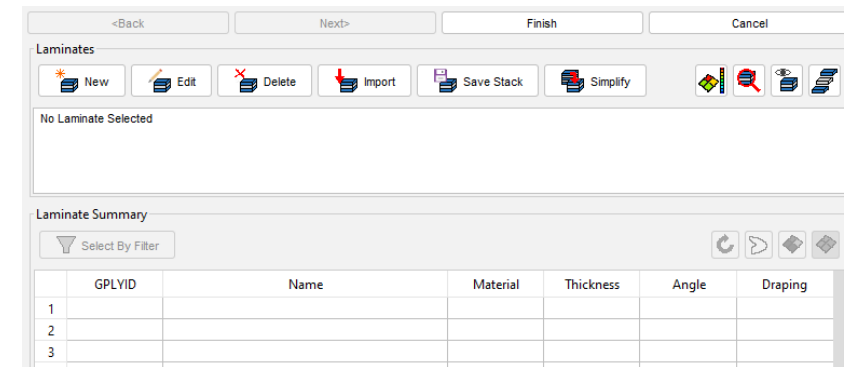 <Back Next> Finish Cancel
Laminates
New Edit Delete Import Save Stack Simplify
No Laminate Selected
Laminate Summary
Select By Filter
GPLYID Name Material Thickness Angle Draping
1
2
3